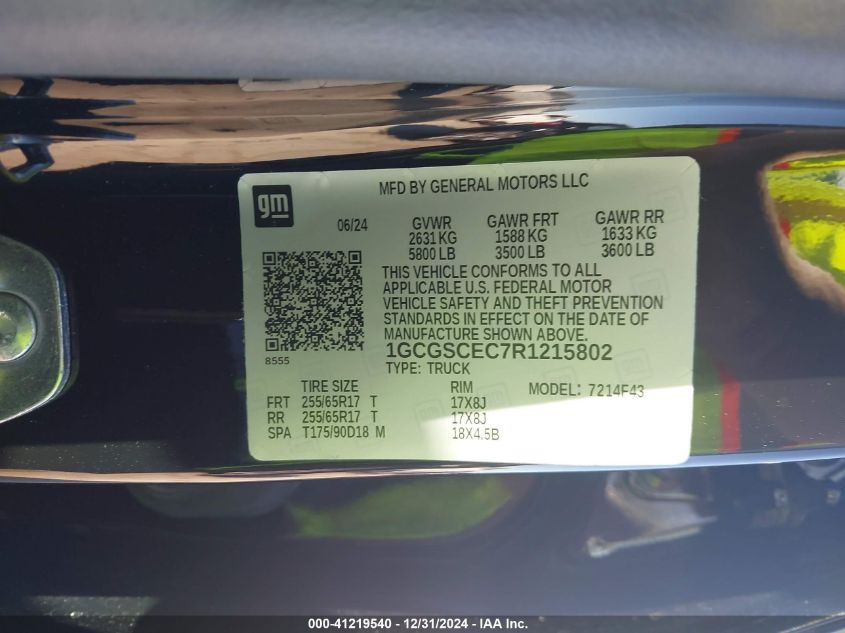 MFD BY GENERAL MOTORS LLC
gm
06/24 GVWR GAWR FRT GAWR RR
2631 KG 1588 KG 1633 KG
5800 LB 3500 LB 3600 LB
THIS VEHICLE CONFORMS TO ALL
APPLICABLE U.S. FEDERAL MOTOR
VEHICLE SAFETY AND THEFT PREVENTION
STANDARDS IN EFFECT ON THE DATE OF
MANUFACTURE SHOWN ABOVE.
8555
1GCGSCEC7R1215802
TYPE: TRUCK
TIRE SIZE RIM MODEL: 7214F43
FRT 255/65R17 T 17X8J
RR 255/65R17 T 17X8J
SPA T175/90D18 M 18X4.5B
000-41219540 - 12/31/2024 - IAA Inc.